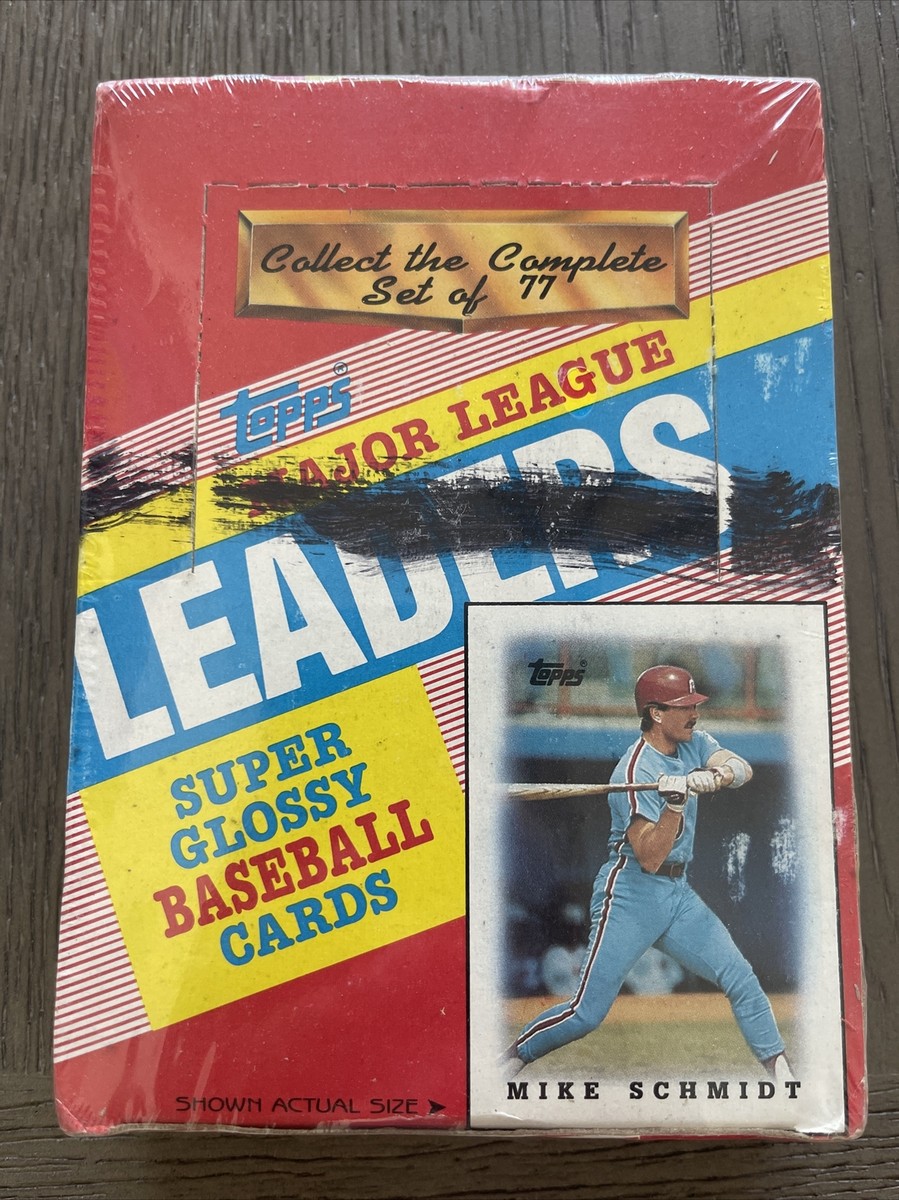 Collect the Complete
Set of 77
Topps®
MAJOR LEAGUE
LEADERS
SUPER
GLOSSY
BASEBALL
CARDS
Topps®
MIKE SCHMIDT
SHOWN ACTUAL SIZE ➤